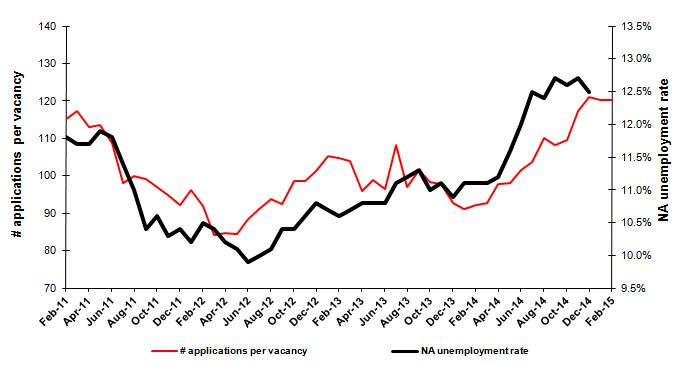 140
130
120
110
100
90
80
70
# applications per vacancy
13.5%
13.0%
12.5%
12.0%
11.5%
11.0%
10.5%
10.0%
9.5%
NA unemployment rate
Feb-11
Apr-11
Jun-11
Aug-11
Oct-11
Dec-11
Feb-12
Apr-12
Jun-12
Aug-12
Oct-12
Dec-12
Feb-13
Apr-13
Jun-13
Aug-13
Oct-13
Dec-13
Feb-14
Apr-14
Jun-14
Aug-14
Oct-14
Dec-14
Feb-15
# applications per vacancy
NA unemployment rate